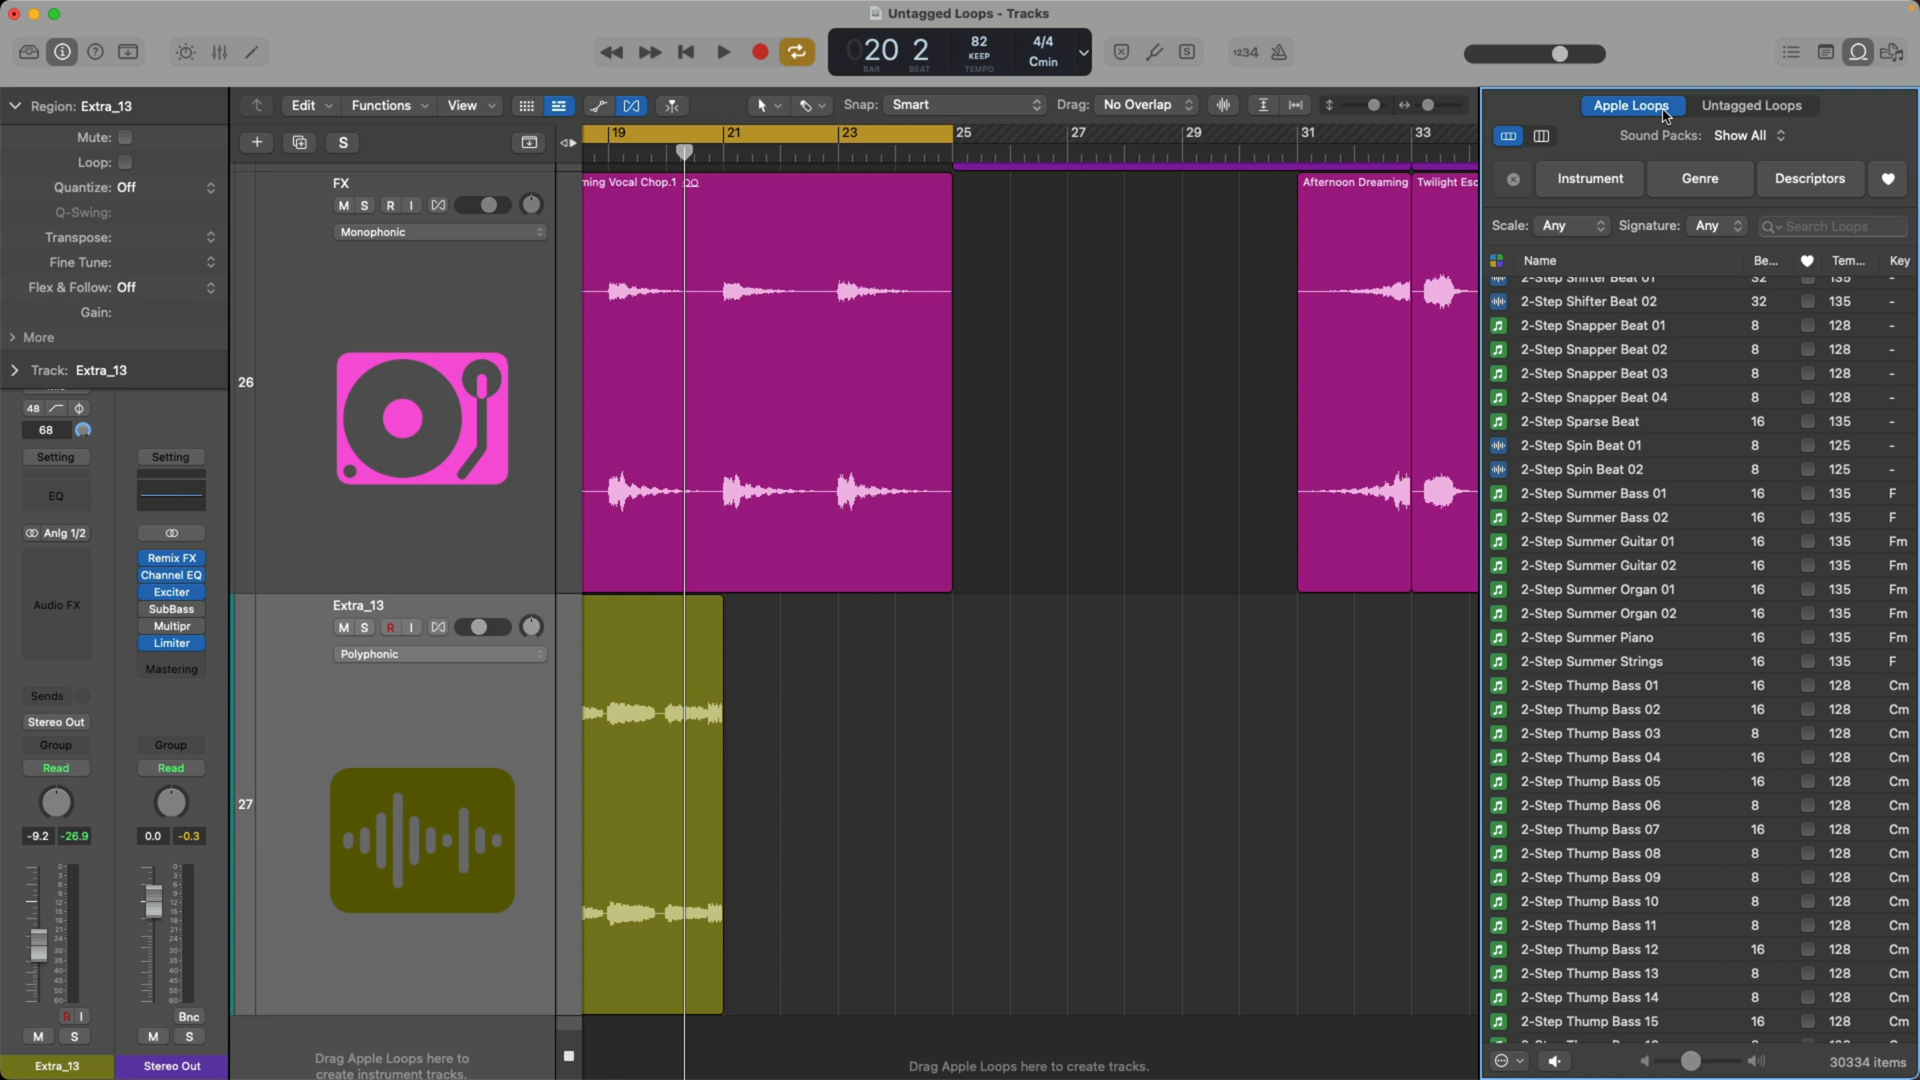 Untagged Loops - Tracks
1234
020 2
BAR BEAT
82
KEEP
TEMPO
4/4
Cmin
Region: Extra_13
Mute:
Loop:
Quantize: Off
Q-Swing:
Transpose:
Fine Tune:
Flex & Follow: Off
Gain:
More
Track: Extra_13
48
68
Setting Setting
EQ
Anlg 1/2
Remix FX
Channel EQ
Exciter
Audio FX SubBass
Multipr
Limiter
Mastering
Sends
Stereo Out
Group Group
Read Read
-9.2 -26.9 0.0 -0.3
R I Bnc
M S M S
Extra_13 Stereo Out
Edit Functions View
Snap: Smart Drag: No Overlap
S
19 21 23 25 27 29 31 33
FX
M S R I
Monophonic
26
ming Vocal Chop.1
Afternoon Dreaming
Twilight Esc
Extra_13
M S R I
Polyphonic
27
Drag Apple Loops here to
create instrument tracks.
Drag Apple Loops here to create tracks.
Apple Loops Untagged Loops
Sound Packs: Show All
Instrument Genre Descriptors
Scale: Any Signature: Any Search Loops
Name Be... Tem... Key
2-Step Shifter Beat 01 32 135 -
2-Step Shifter Beat 02 32 135 -
2-Step Snapper Beat 01 8 128 -
2-Step Snapper Beat 02 8 128 -
2-Step Snapper Beat 03 8 128 -
2-Step Snapper Beat 04 8 128 -
2-Step Sparse Beat 16 135 -
2-Step Spin Beat 01 8 125 -
2-Step Spin Beat 02 8 125 -
2-Step Summer Bass 01 16 135 F
2-Step Summer Bass 02 16 135 F
2-Step Summer Guitar 01 16 135 Fm
2-Step Summer Guitar 02 16 135 Fm
2-Step Summer Organ 01 16 135 Fm
2-Step Summer Organ 02 16 135 Fm
2-Step Summer Piano 16 135 Fm
2-Step Summer Strings 16 135 F
2-Step Thump Bass 01 16 128 Cm
2-Step Thump Bass 02 16 128 Cm
2-Step Thump Bass 03 8 128 Cm
2-Step Thump Bass 04 16 128 Cm
2-Step Thump Bass 05 16 128 Cm
2-Step Thump Bass 06 8 128 Cm
2-Step Thump Bass 07 16 128 Cm
2-Step Thump Bass 08 8 128 Cm
2-Step Thump Bass 09 8 128 Cm
2-Step Thump Bass 10 8 128 Cm
2-Step Thump Bass 11 8 128 Cm
2-Step Thump Bass 12 16 128 Cm
2-Step Thump Bass 13 8 128 Cm
2-Step Thump Bass 14 8 128 Cm
2-Step Thump Bass 15 16 128 Cm
30334 items